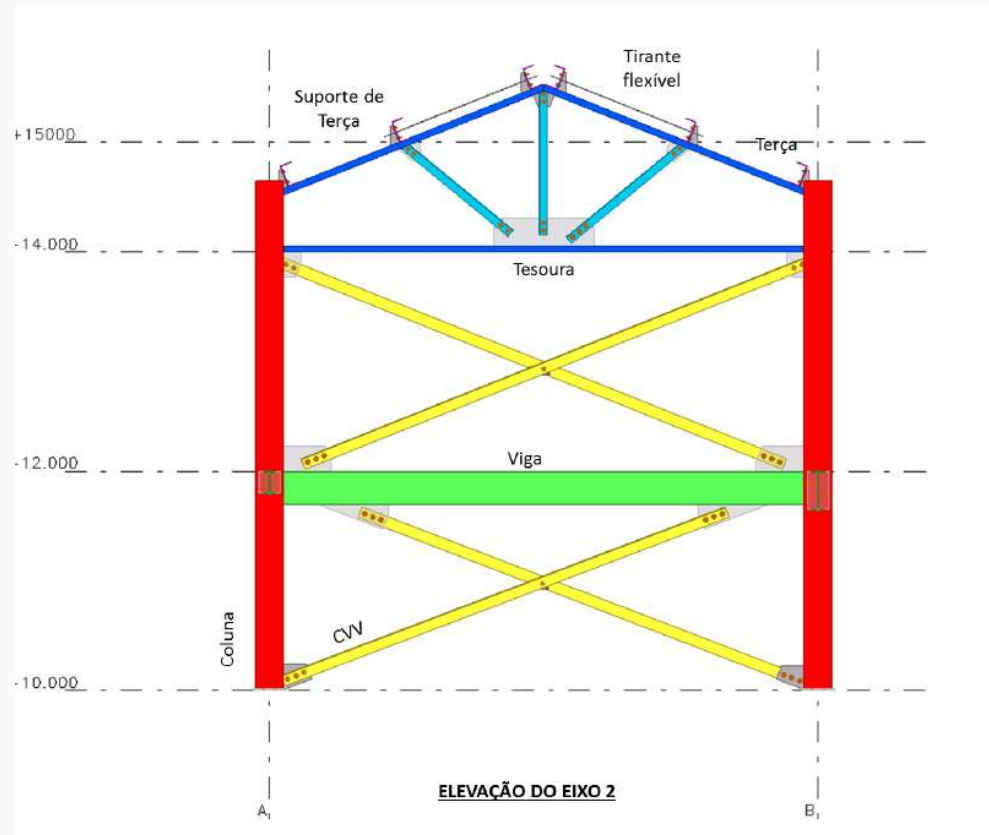 Tirante
flexível
Suporte de
Terça
+15000
Terça
-14.000
Tesoura
-12.000
Viga
Coluna
CVV
-10.000
ELEVAÇÃO DO EIXO 2
A
B